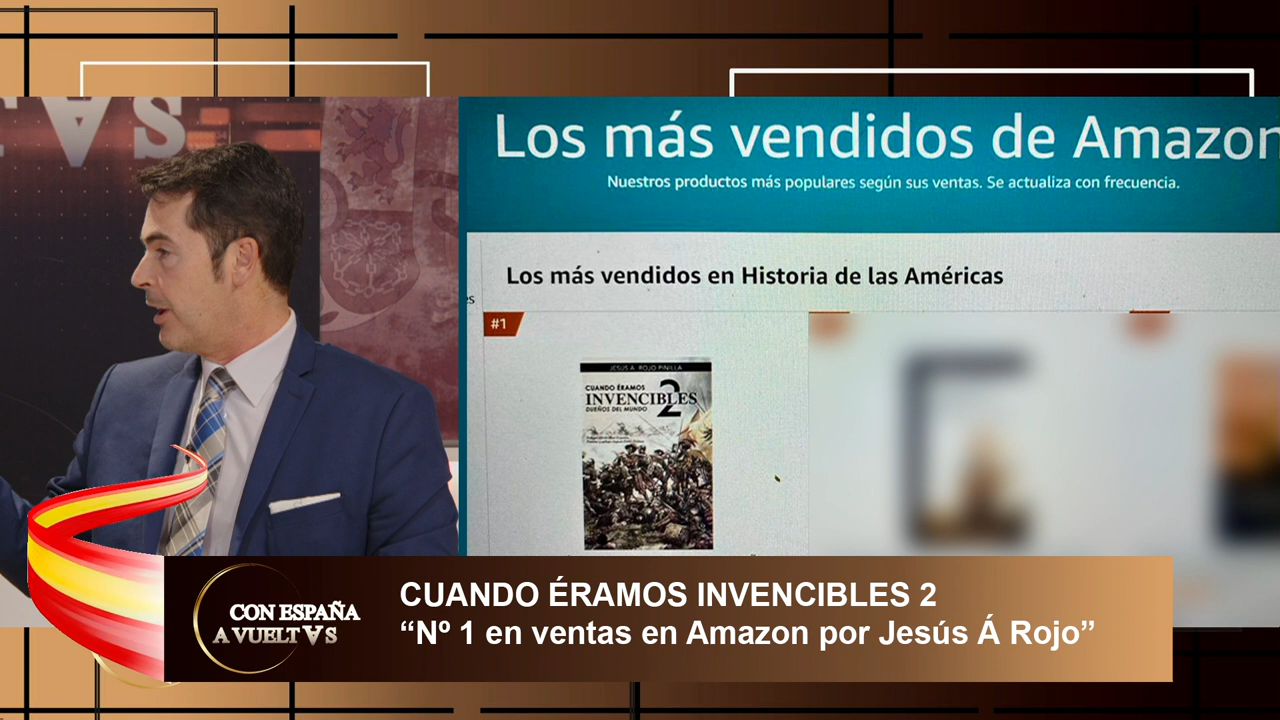 AS
Los más vendidos de Amazon
Nuestros productos más populares según sus ventas. Se actualiza con frecuencia.
Los más vendidos en Historia de las Américas
es
#1
JESÚS A. ROJO PINILLA
CUANDO ÉRAMOS
INVENCIBLES
2
DUEÑOS DEL MUNDO
CON ESPAÑA
A VUELTAS
CUANDO ÉRAMOS INVENCIBLES 2
“Nº 1 en ventas en Amazon por Jesús Á Rojo”